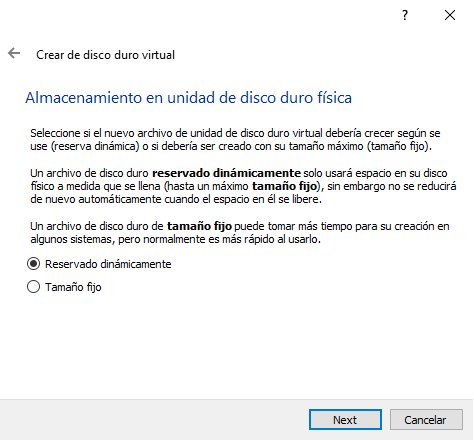 ?
Crear de disco duro virtual
Almacenamiento en unidad de disco duro física
Seleccione si el nuevo archivo de unidad de disco duro virtual debería crecer según se
use (reserva dinámica) o si debería ser creado con su tamaño máximo (tamaño fijo).
Un archivo de disco duro reservado dinámicamente solo usará espacio en su disco
físico a medida que se llena (hasta un máximo tamaño fijo), sin embargo no se reducirá
de nuevo automáticamente cuando el espacio en él se libere.
Un archivo de disco duro de tamaño fijo puede tomar más tiempo para su creación en
algunos sistemas, pero normalmente es más rápido al usarlo.
Reservado dinámicamente
Tamaño fijo
Next Cancelar